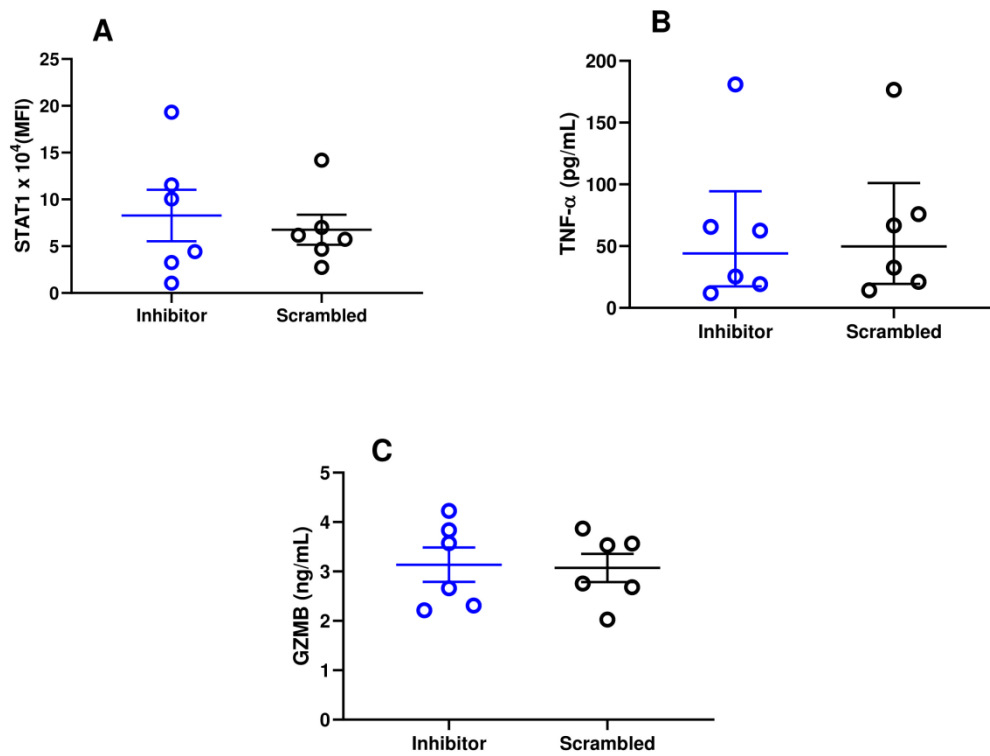 A
STAT1 x 10⁴(MFI)
25
20
15
10
5
0
Inhibitor
Scrambled
B
TNF-α (pg/mL)
200
150
100
50
0
Inhibitor
Scrambled
C
GZMB (ng/mL)
5
4
3
2
1
0
Inhibitor
Scrambled